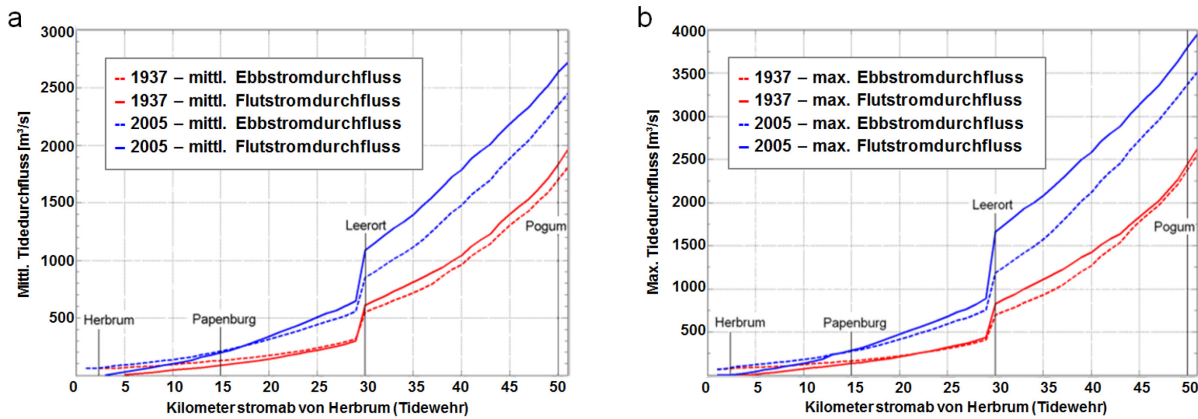 a
3000
2500
2000
1500
1000
500
Mittl. Tidedurchfluss [m³/s]
1937 – mittl. Ebbstromdurchfluss
1937 – mittl. Flutstromdurchfluss
2005 – mittl. Ebbstromdurchfluss
2005 – mittl. Flutstromdurchfluss
Herbrum
Papenburg
Leerort
Pogum
0 5 10 15 20 25 30 35 40 45 50
Kilometer stromab von Herbrum (Tidewehr)
b
4000
3500
3000
2500
2000
1500
1000
500
Max. Tidedurchfluss [m³/s]
1937 – max. Ebbstromdurchfluss
1937 – max. Flutstromdurchfluss
2005 – max. Ebbstromdurchfluss
2005 – max. Flutstromdurchfluss
Herbrum
Papenburg
Leerort
Pogum
0 5 10 15 20 25 30 35 40 45 50
Kilometer stromab von Herbrum (Tidewehr)